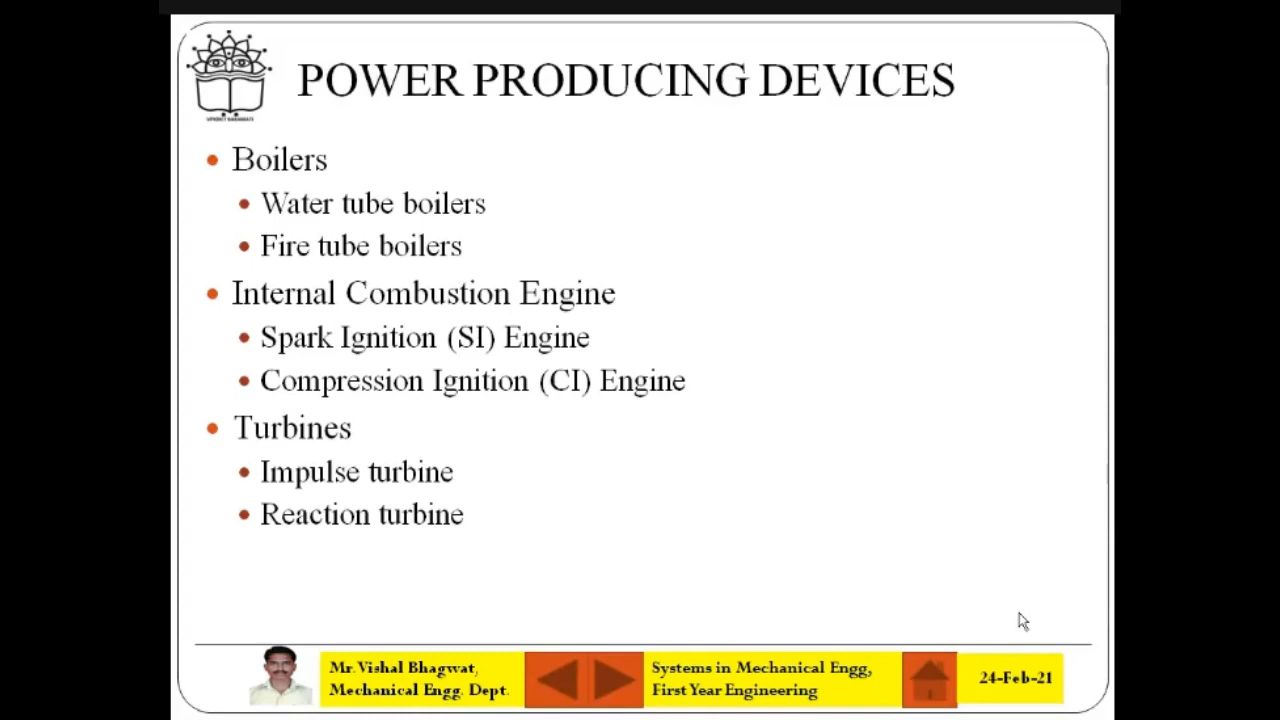 POWER PRODUCING DEVICES
Boilers
Water tube boilers
Fire tube boilers
Internal Combustion Engine
Spark Ignition (SI) Engine
Compression Ignition (CI) Engine
Turbines
Impulse turbine
Reaction turbine
Mr. Vishal Bhagwat,
Mechanical Engg. Dept.
Systems in Mechanical Engg,
First Year Engineering
24-Feb-21